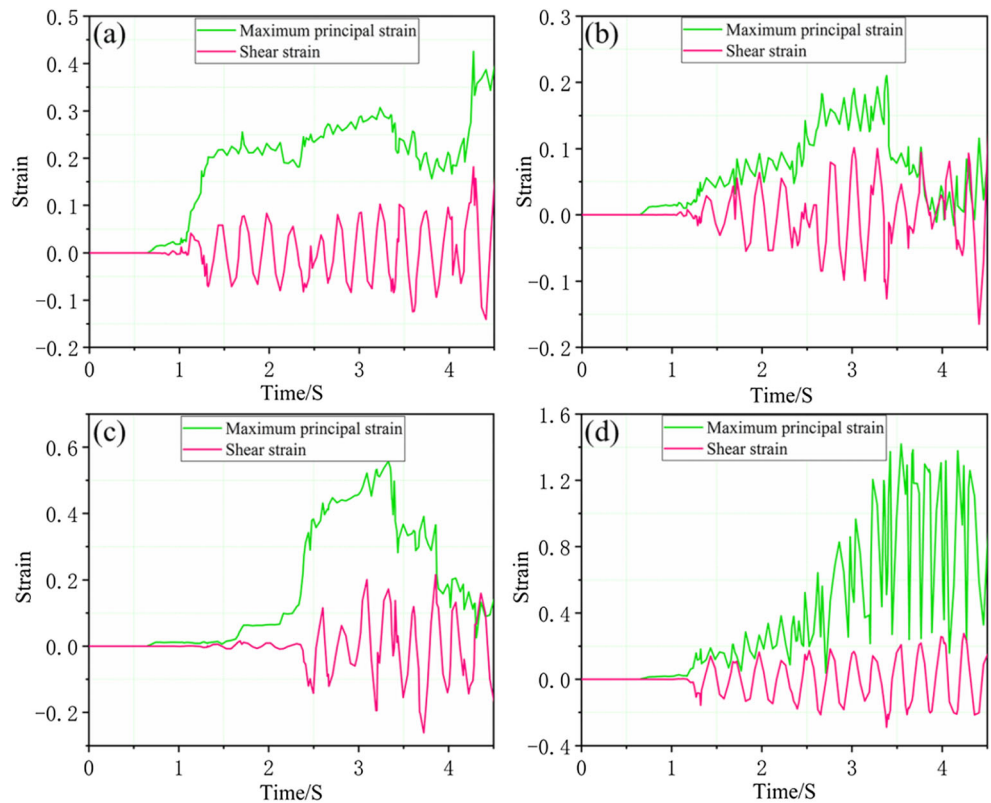 (a)
Maximum principal strain
Shear strain
Strain
0.5
0.4
0.3
0.2
0.1
0.0
-0.1
-0.2
0 1 2 3 4
Time/S
(b)
Maximum principal strain
Shear strain
Strain
0.3
0.2
0.1
0.0
-0.1
-0.2
0 1 2 3 4
Time/S
(c)
Maximum principal strain
Shear strain
Strain
0.6
0.4
0.2
0.0
-0.2
0 1 2 3 4
Time/S
(d)
Maximum principal strain
Shear strain
Strain
1.6
1.2
0.8
0.4
0.0
-0.4
0 1 2 3 4
Time/S